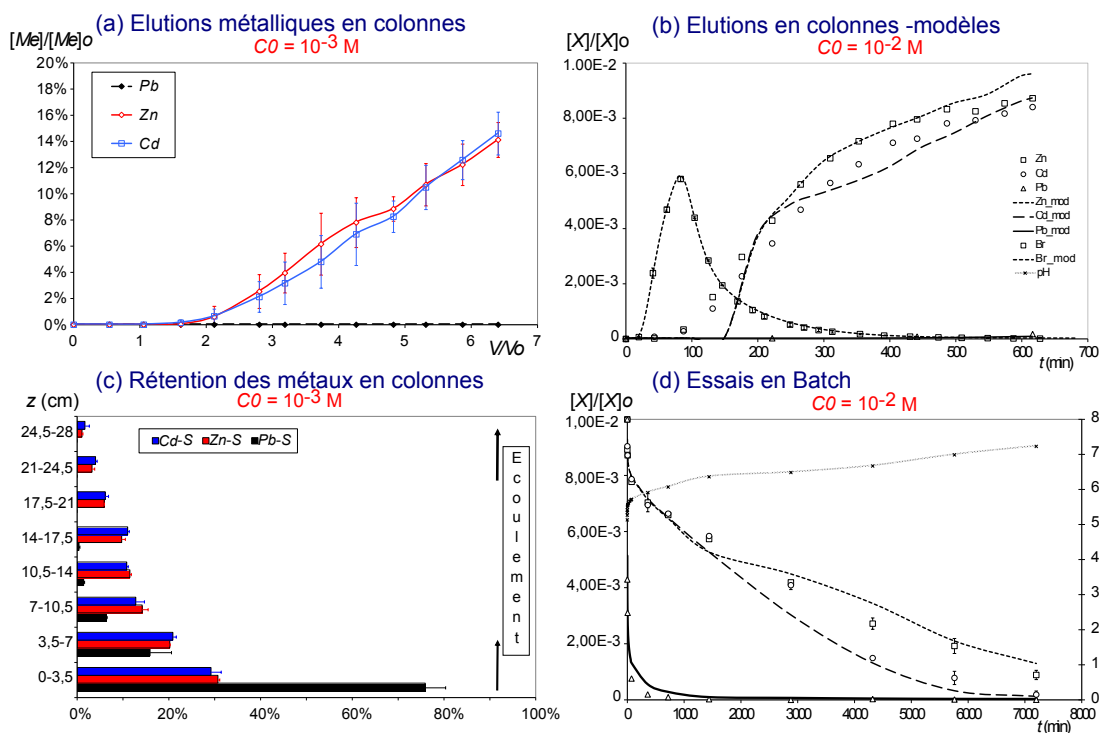 (a) Elutions métalliques en colonnes
[Me]/[Me]o
C0 = 10-3 M
20%
18%
16%
14%
12%
10%
8%
6%
4%
2%
0%
Pb
Zn
Cd
0 1 2 3 4 5 6 7
V/Vo
(b) Elutions en colonnes -modèles
[X]/[X]o
C0 = 10-2 M
1,00E-2
8,00E-3
6,00E-3
4,00E-3
2,00E-3
0
Zn
Cd
Pb
Zn_mod
Cd_mod
Pb_mod
Br
Br_mod
pH
0 100 200 300 400 500 600 700
t (min)
(c) Rétention des métaux en colonnes
z (cm)
C0 = 10-3 M
Cd-S Zn-S Pb-S
24,5-28
21-24,5
17,5-21
14-17,5
10,5-14
7-10,5
3,5-7
0-3,5
Ecoulement
0% 20% 40% 60% 80% 100%
(d) Essais en Batch
[X]/[X]o
C0 = 10-2 M
1,00E-2
8,00E-3
6,00E-3
4,00E-3
2,00E-3
0
8
7
6
5
4
3
2
1
0
0 1000 2000 3000 4000 5000 6000 7000 8000
t (min)